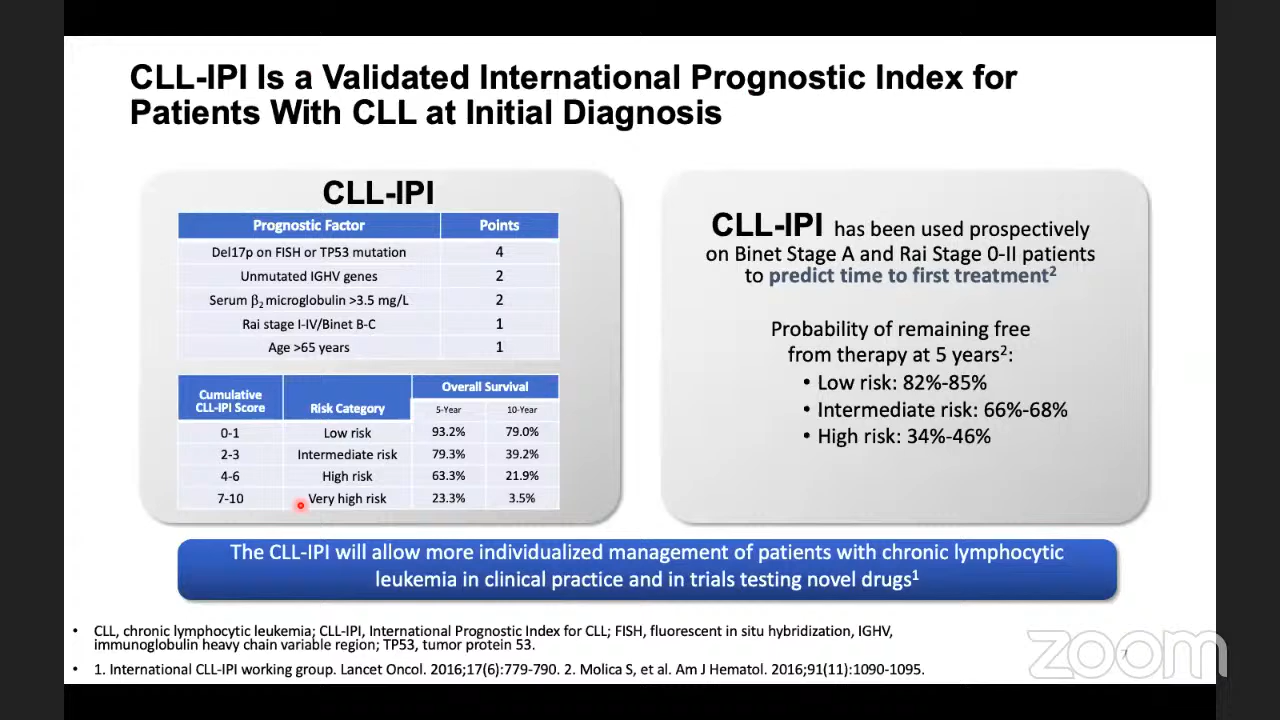 CLL-IPI Is a Validated International Prognostic Index for
Patients With CLL at Initial Diagnosis
CLL-IPI
Prognostic Factor Points
Del17p on FISH or TP53 mutation 4
Unmutated IGHV genes 2
Serum β2 microglobulin >3.5 mg/L 2
Rai stage I-IV/Binet B-C 1
Age >65 years 1
Cumulative
CLL-IPI Score Risk Category Overall Survival
5-Year 10-Year
0-1 Low risk 93.2% 79.0%
2-3 Intermediate risk 79.3% 39.2%
4-6 High risk 63.3% 21.9%
7-10 Very high risk 23.3% 3.5%
CLL-IPI has been used prospectively
on Binet Stage A and Rai Stage 0-II patients
to predict time to first treatment2
Probability of remaining free
from therapy at 5 years2:
• Low risk: 82%-85%
• Intermediate risk: 66%-68%
• High risk: 34%-46%
The CLL-IPI will allow more individualized management of patients with chronic lymphocytic
leukemia in clinical practice and in trials testing novel drugs1
• CLL, chronic lymphocytic leukemia; CLL-IPI, International Prognostic Index for CLL; FISH, fluorescent in situ hybridization, IGHV,
immunoglobulin heavy chain variable region; TP53, tumor protein 53.
• 1. International CLL-IPI working group. Lancet Oncol. 2016;17(6):779-790. 2. Molica S, et al. Am J Hematol. 2016;91(11):1090-1095.
7
zoom